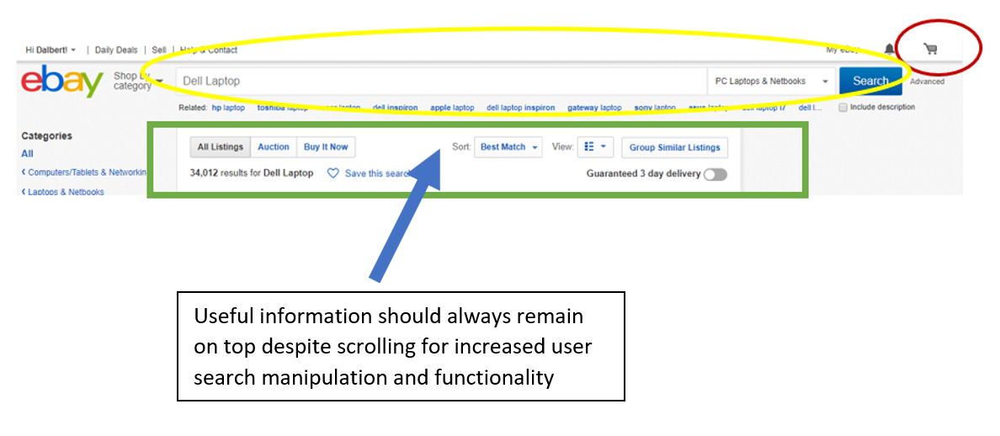 Hi Dalbert! | Daily Deals | Sell | Help & Contact My eBay
ebay Shop by category Dell Laptop PC Laptops & Netbooks Search Advanced
Related: hp laptop toshiba laptop laptop dell inspiron apple laptop dell laptop inspiron gateway laptop sony laptop asus laptop dell laptop i7 dell l... Include description
Categories
All
Computers/Tablets & Networkin
Laptops & Netbooks
All Listings Auction Buy It Now Sort: Best Match View: Group Similar Listings
34,012 results for Dell Laptop Save this search Guaranteed 3 day delivery
Useful information should always remain
on top despite scrolling for increased user
search manipulation and functionality